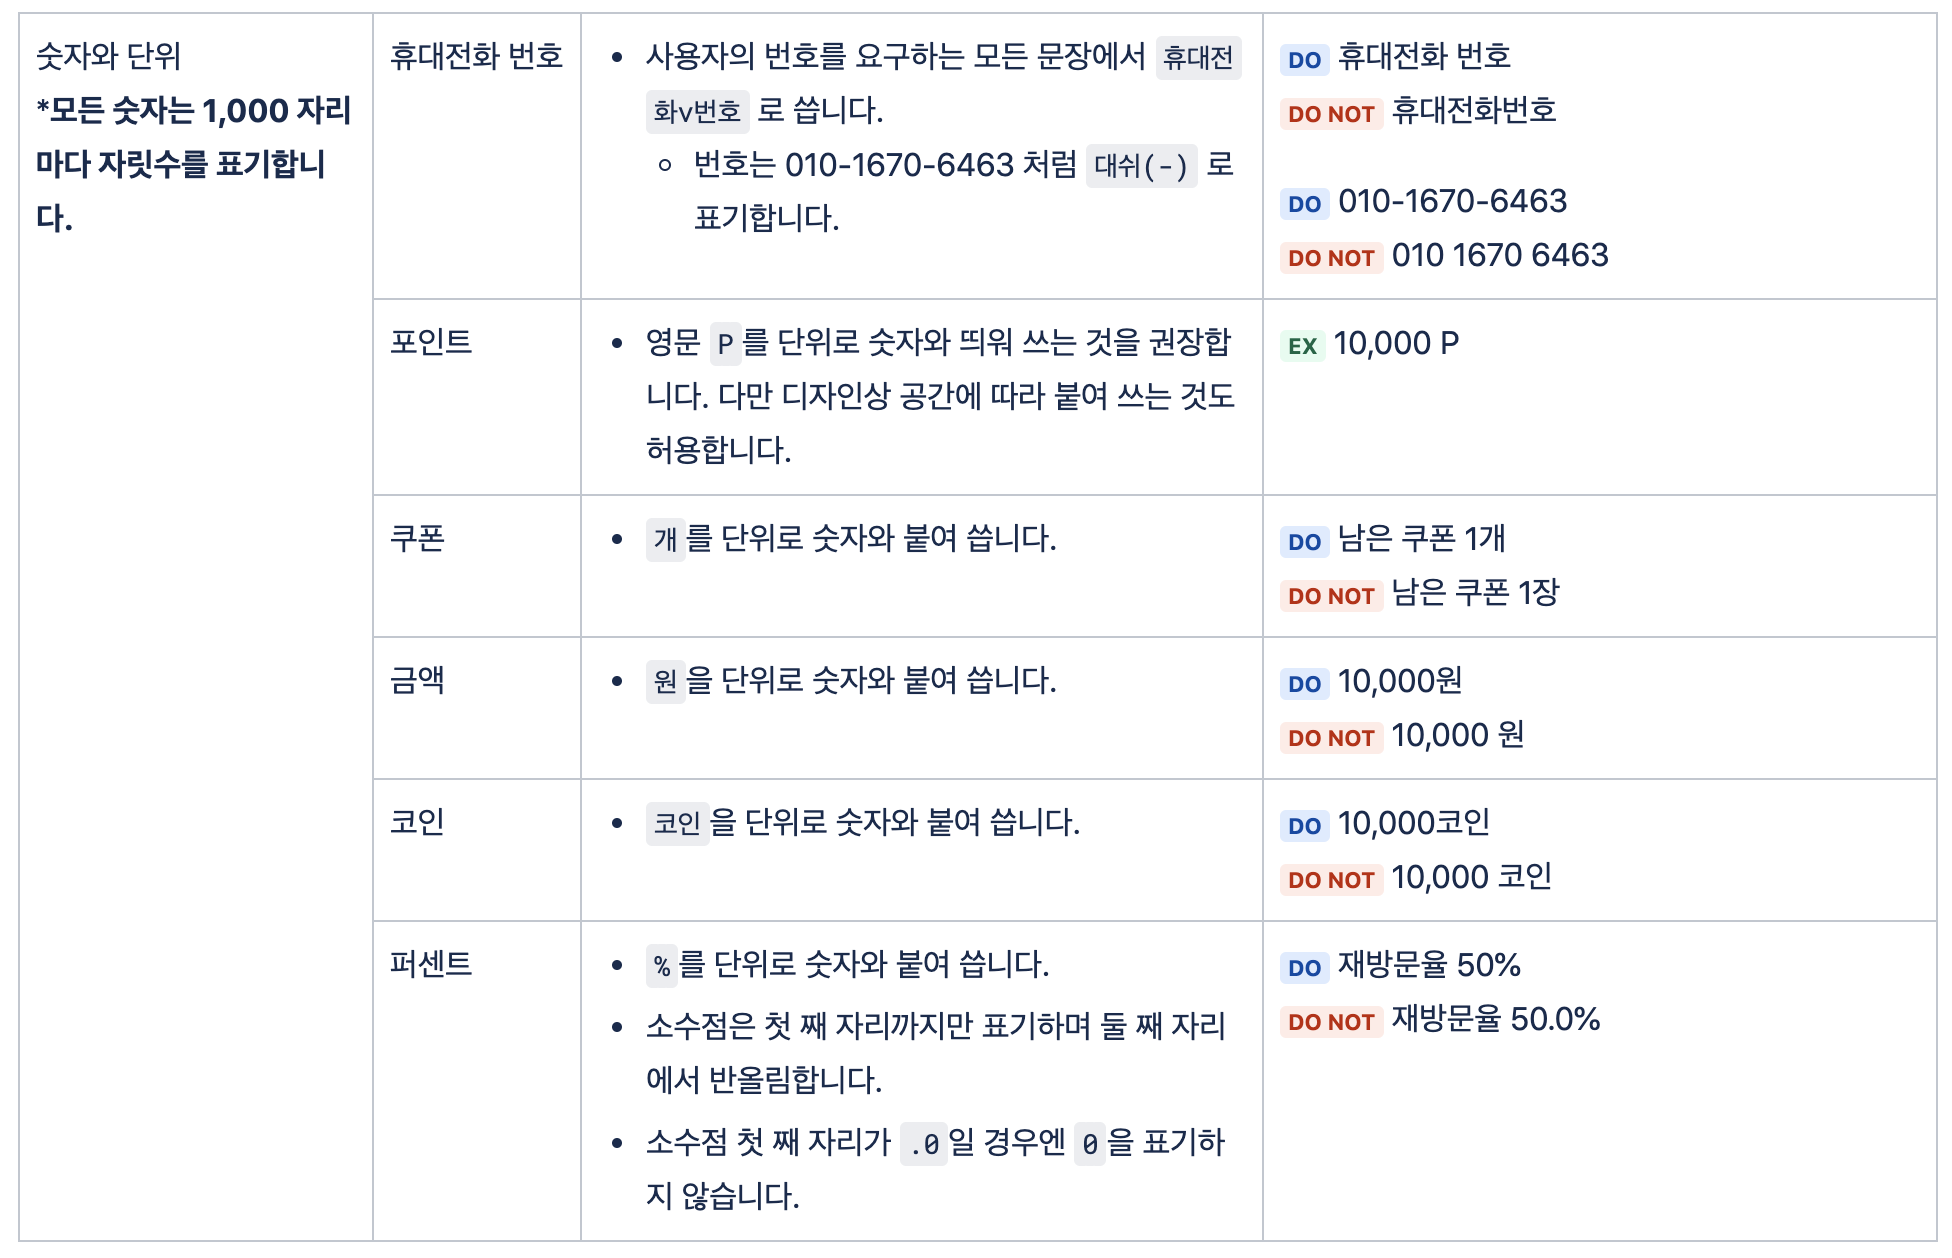 숫자와 단위
*모든 숫자는 1,000 자리
마다 자릿수를 표기합니
다.
휴대전화 번호
• 사용자의 번호를 요구하는 모든 문장에서 휴대전
화v번호 로 씁니다.
◦ 번호는 010-1670-6463 처럼 대쉬(-) 로
표기합니다.
DO 휴대전화 번호
DO NOT 휴대전화번호
DO 010-1670-6463
DO NOT 010 1670 6463
포인트
• 영문 P를 단위로 숫자와 띄워 쓰는 것을 권장합
니다. 다만 디자인상 공간에 따라 붙여 쓰는 것도
허용합니다.
EX 10,000 P
쿠폰
• 개를 단위로 숫자와 붙여 씁니다.
DO 남은 쿠폰 1개
DO NOT 남은 쿠폰 1장
금액
• 원을 단위로 숫자와 붙여 씁니다.
DO 10,000원
DO NOT 10,000 원
코인
• 코인을 단위로 숫자와 붙여 씁니다.
DO 10,000코인
DO NOT 10,000 코인
퍼센트
• %를 단위로 숫자와 붙여 씁니다.
• 소수점은 첫 째 자리까지만 표기하며 둘 째 자리
에서 반올림합니다.
• 소수점 첫 째 자리가 .0일 경우엔 0을 표기하
지 않습니다.
DO 재방문율 50%
DO NOT 재방문율 50.0%